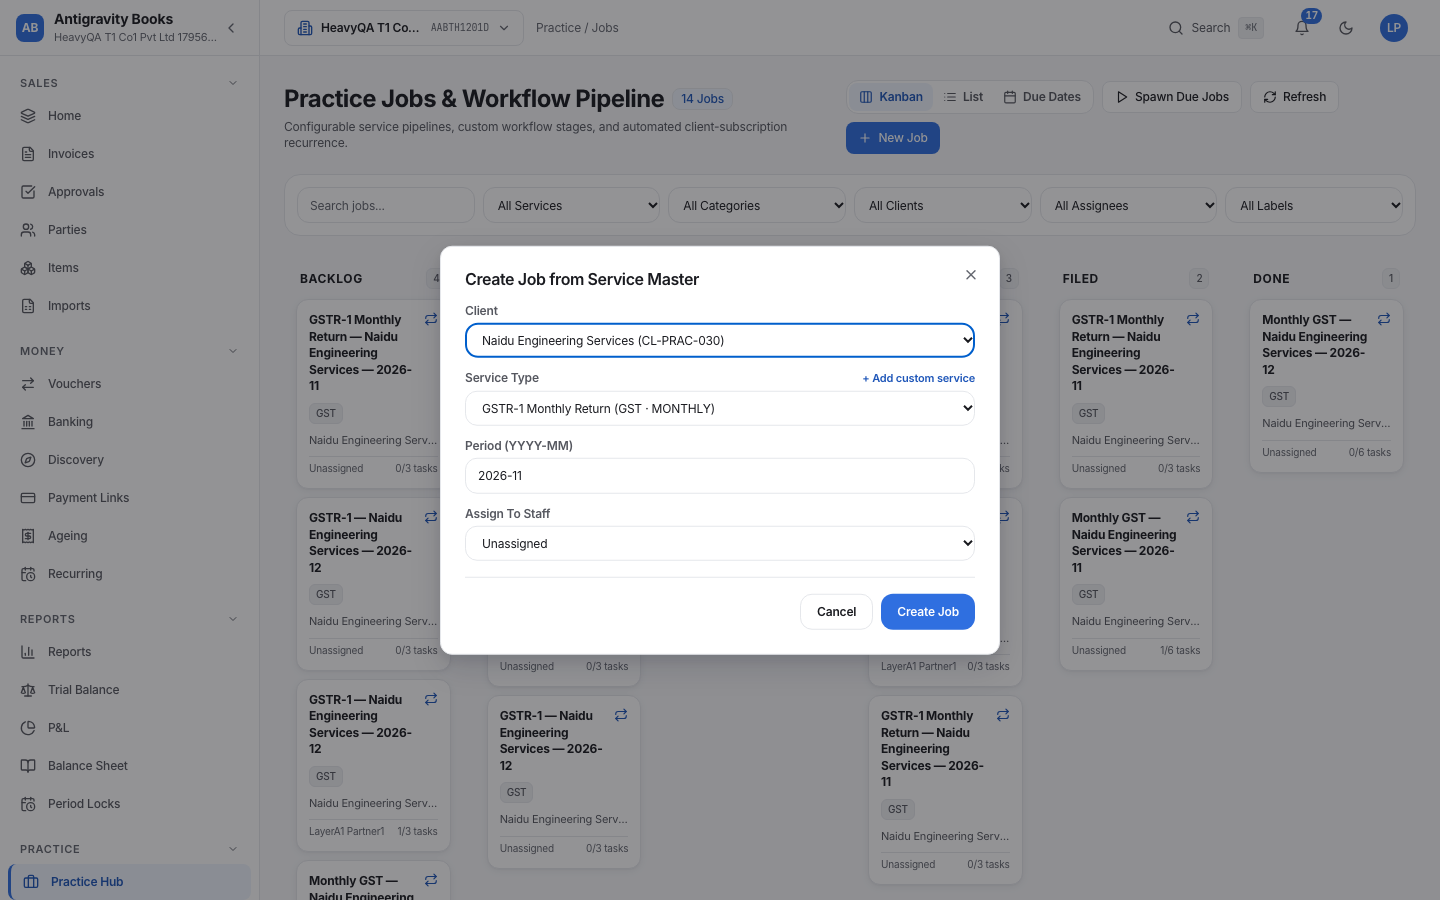 AB
Antigravity Books
HeavyQA T1 Co1 Pvt Ltd 17956...
SALES
Home
Invoices
Approvals
Parties
Items
Imports
MONEY
Vouchers
Banking
Discovery
Payment Links
Ageing
Recurring
REPORTS
Reports
Trial Balance
P&L
Balance Sheet
Period Locks
PRACTICE
Practice Hub
HeavyQA T1 Co... AABTH1201D
Practice / Jobs
Search ⌘K
17
LP
Practice Jobs & Workflow Pipeline 14 Jobs
Configurable service pipelines, custom workflow stages, and automated client-subscription
recurrence.
Kanban List Due Dates
Spawn Due Jobs
Refresh
+ New Job
Search jobs...
All Services
All Categories
All Clients
All Assignees
All Labels
BACKLOG 4
GSTR-1 Monthly
Return — Naidu
Engineering
Services — 2026-
11
GST
Naidu Engineering Serv...
Unassigned 0/3 tasks
GSTR-1 — Naidu
Engineering
Services — 2026-
12
GST
Naidu Engineering Serv...
Unassigned 0/3 tasks
GSTR-1 — Naidu
Engineering
Services — 2026-
12
GST
Naidu Engineering Serv...
LayerA1 Partner1 1/3 tasks
Monthly GST —
Naidu Engineering
Unassigned 0/3 tasks
GSTR-1 — Naidu
Engineering
Services — 2026-
12
GST
Naidu Engineering Serv...
Unassigned 0/3 tasks
Create Job from Service Master
Client
Naidu Engineering Services (CL-PRAC-030)
Service Type
+ Add custom service
GSTR-1 Monthly Return (GST · MONTHLY)
Period (YYYY-MM)
2026-11
Assign To Staff
Unassigned
Cancel
Create Job
3
LayerA1 Partner1 0/3 tasks
GSTR-1 Monthly
Return — Naidu
Engineering
Services — 2026-
11
GST
Naidu Engineering Serv...
Unassigned 0/3 tasks
FILED 2
GSTR-1 Monthly
Return — Naidu
Engineering
Services — 2026-
11
GST
Naidu Engineering Serv...
Unassigned 0/3 tasks
Monthly GST —
Naidu Engineering
Services — 2026-
11
GST
Naidu Engineering Serv...
Unassigned 1/6 tasks
DONE 1
Monthly GST —
Naidu Engineering
Services — 2026-
12
GST
Naidu Engineering Serv...
Unassigned 0/6 tasks